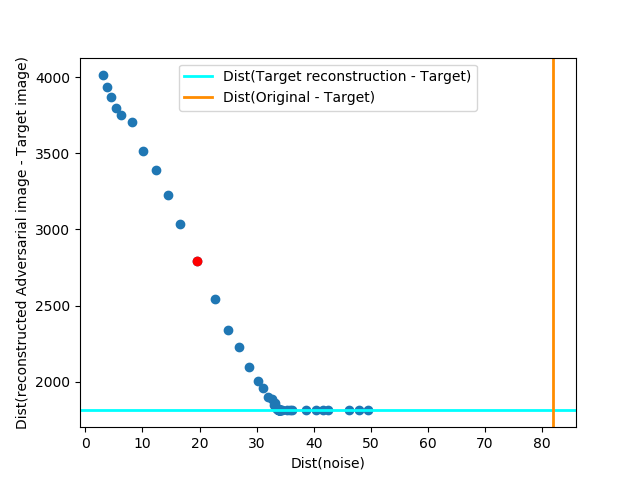 Dist(Target reconstruction - Target)
Dist(Original - Target)
4000
3500
3000
2500
2000
Dist(reconstructed Adversarial image - Target image)
0 10 20 30 40 50 60 70 80
Dist(noise)